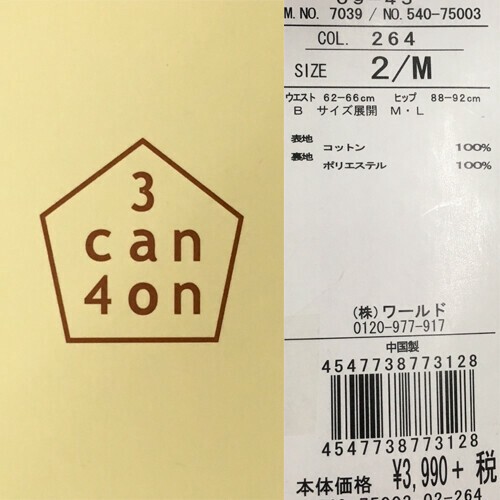 3
can
4on
M.NO. 7039 / NO.540-75003
COL. 264
SIZE 2/M
ウエスト 62-66cm ヒップ 88-92cm
B サイズ展開 M・L
表地 コットン 100%
裏地 ポリエステル 100%
(株)ワールド
0120-977-917
中国製
4547738773128
4547738773128
本体価格 ¥3,990+ 税